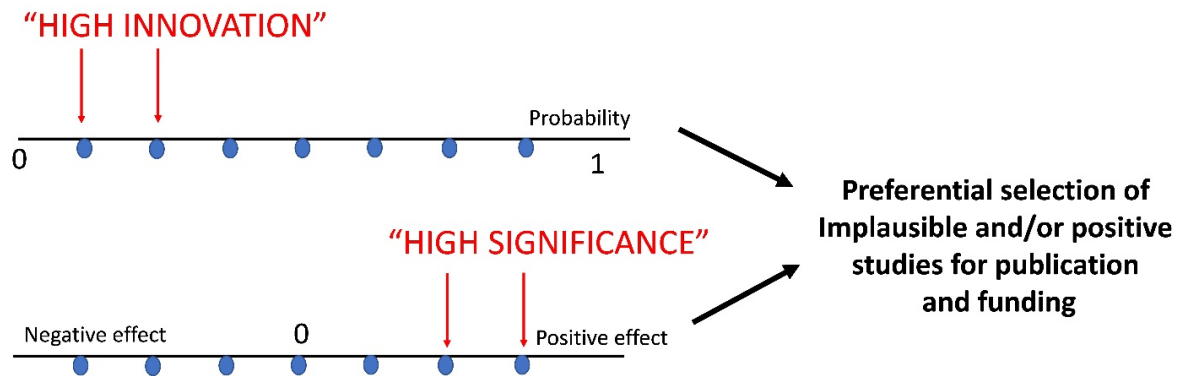 “HIGH INNOVATION”
Probability
0
1
“HIGH SIGNIFICANCE”
Negative effect
0
Positive effect
Preferential selection of
Implausible and/or positive
studies for publication
and funding